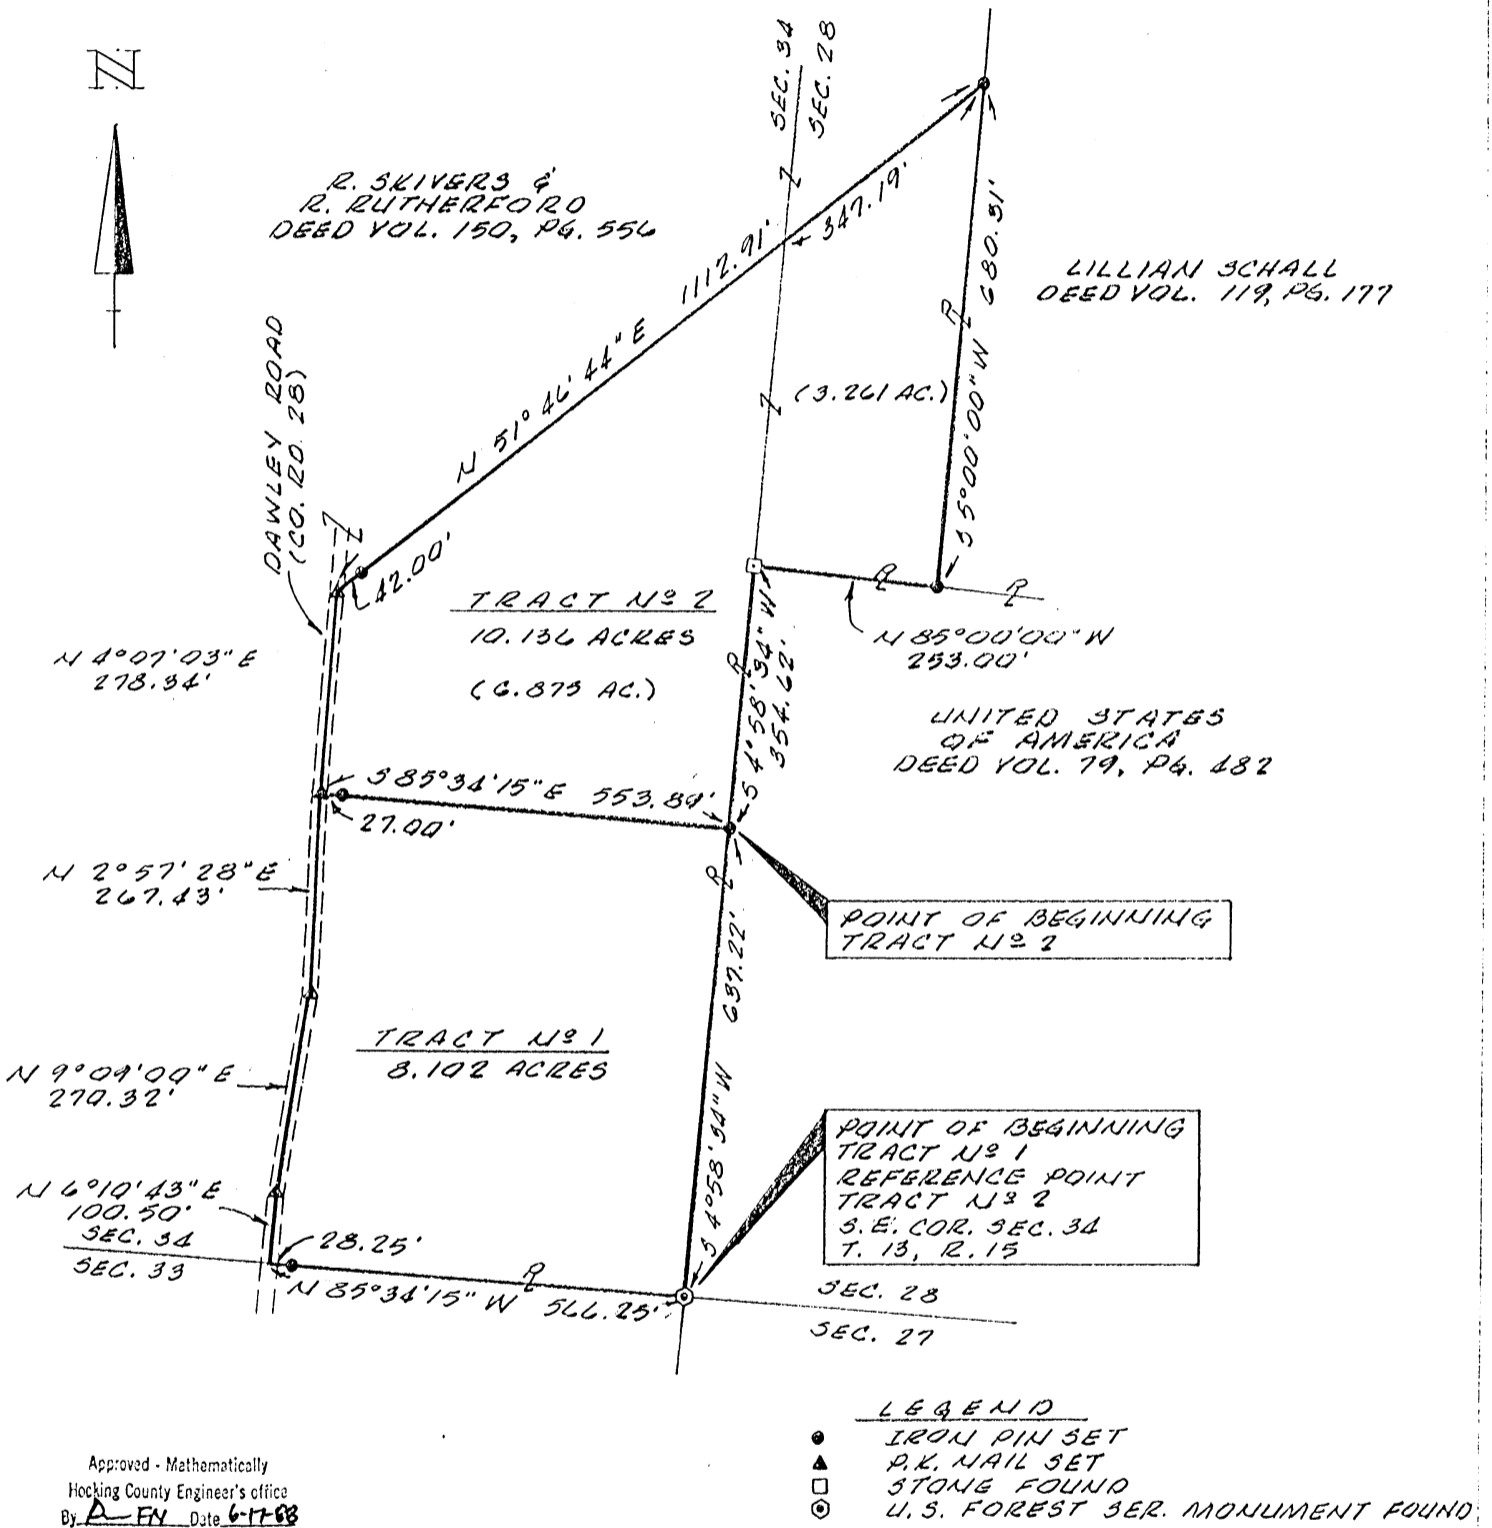 N
SEC. 34
SEC. 28
R. SKIVERS &
R. RUTHERFORD
DEED VOL. 150, PG. 556
347.19'
1112.91'
N 51° 46' 44" E
680.31'
S 5°00'00" W
LILLIAN SCHALL
DEED VOL. 119, PG. 177
(3.261 AC.)
DAWLEY ROAD
(CO. RD. 28)
42.00'
TRACT Nº 2
10.136 ACRES
(6.875 AC.)
N 85°00'00" W
253.00'
N 4°07'03" E
278.34'
S 4°58'34" W
354.62'
UNITED STATES
OF AMERICA
DEED VOL. 79, PG. 482
S 85°34'15" E 553.89'
27.00'
N 2°57'28" E
267.43'
POINT OF BEGINNING
TRACT Nº 2
637.22'
S 4°58'34" W
TRACT Nº 1
8.102 ACRES
N 9°09'00" E
270.32'
POINT OF BEGINNING
TRACT Nº 1
REFERENCE POINT
TRACT Nº 2
S.E. COR. SEC. 34
T. 13, R. 15
N 6°10'43" E
100.50'
SEC. 34
SEC. 33
28.25'
N 85°34'15" W 566.25'
SEC. 28
SEC. 27
LEGEND
IRON PIN SET
P.K. NAIL SET
STONE FOUND
U.S. FOREST SER. MONUMENT FOUND
Approved - Mathematically
Hocking County Engineer's office
By Date 6-17-88